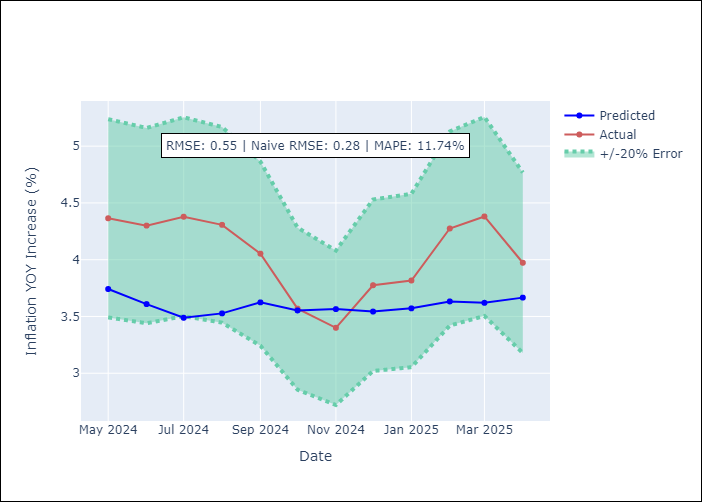 Predicted
Actual
+/-20% Error
RMSE: 0.55 | Naive RMSE: 0.28 | MAPE: 11.74%
5
4.5
4
3.5
3
Inflation YOY Increase (%)
May 2024 Jul 2024 Sep 2024 Nov 2024 Jan 2025 Mar 2025
Date